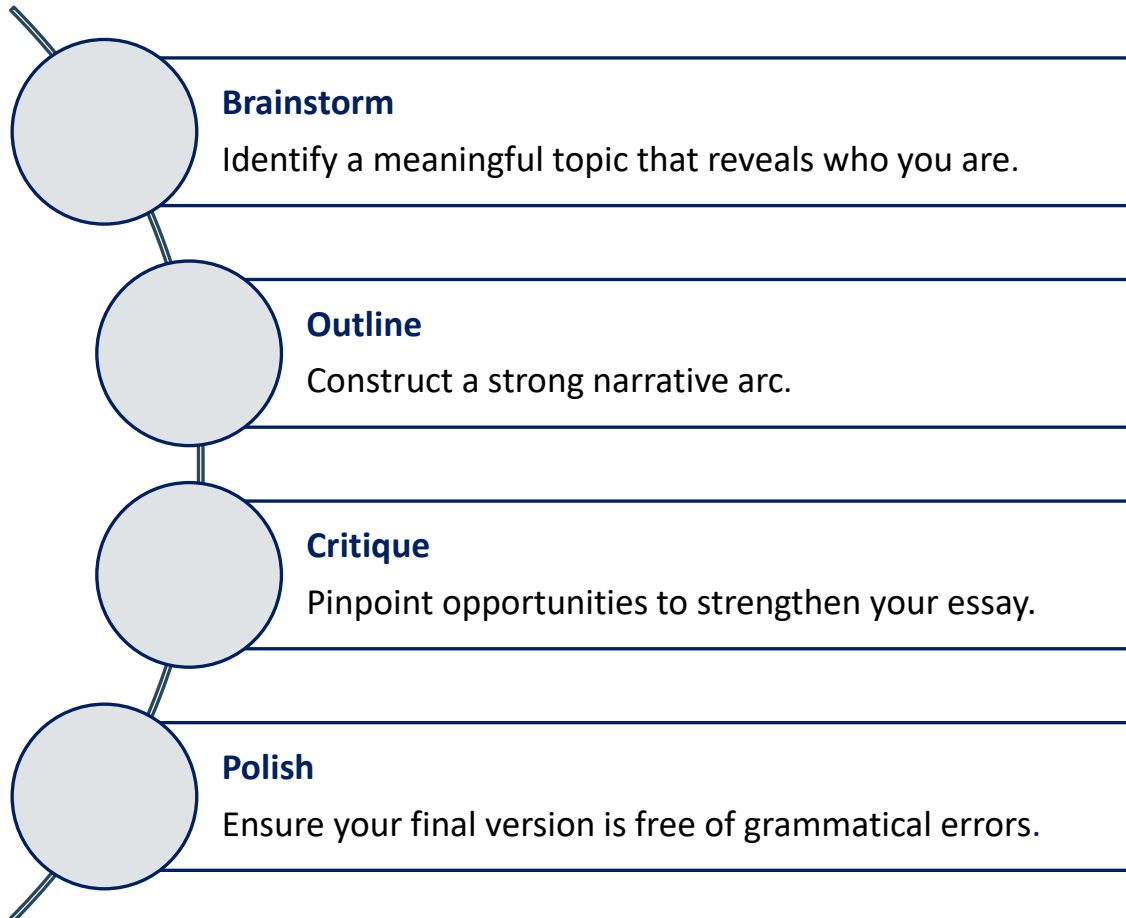 Brainstorm
Identify a meaningful topic that reveals who you are.
Outline
Construct a strong narrative arc.
Critique
Pinpoint opportunities to strengthen your essay.
Polish
Ensure your final version is free of grammatical errors.